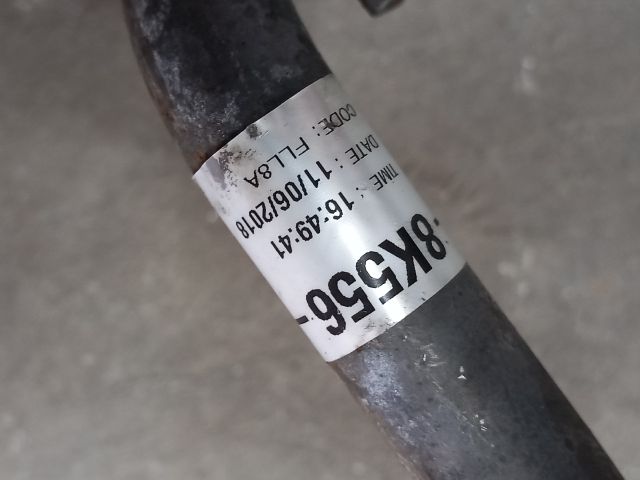 CODE: FLL8A
DATE: 11/06/2018
TIME: 16:49:41
8K556-